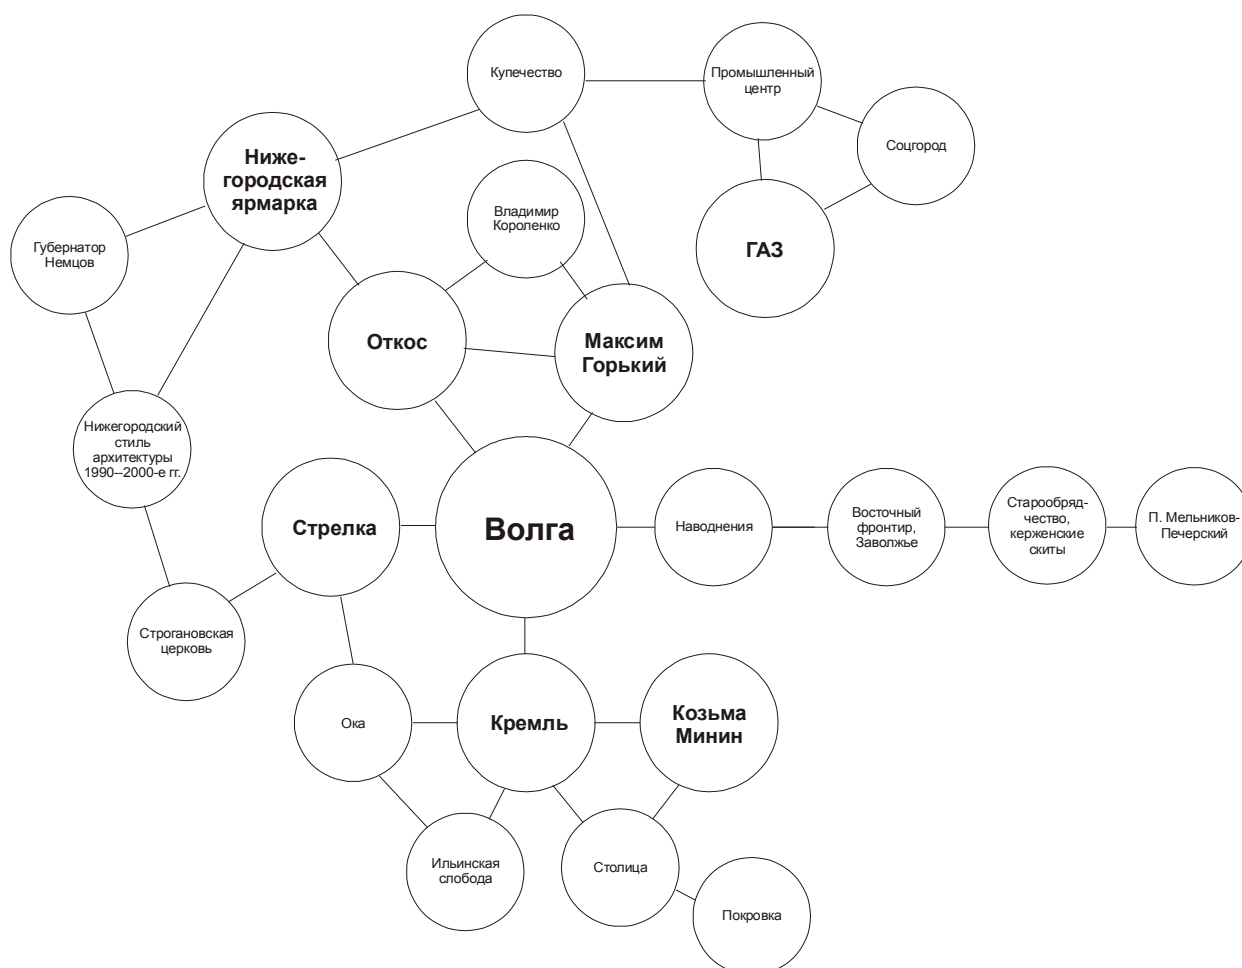 Купечество
Промышленный
центр
Соцгород
Ниже-
городская
ярмарка
Владимир
Короленко
Губернатор
Немцов
ГАЗ
Откос
Максим
Горький
Нижегородский
стиль
архитектуры
1990--2000-е гг.
Стрелка
Волга
Наводнения
Восточный
фронтир,
Заволжье
Старообряд-
чество,
керженские
скиты
П. Мельников-
Печерский
Строгановская
церковь
Ока
Кремль
Козьма
Минин
Ильинская
слобода
Столица
Покровка